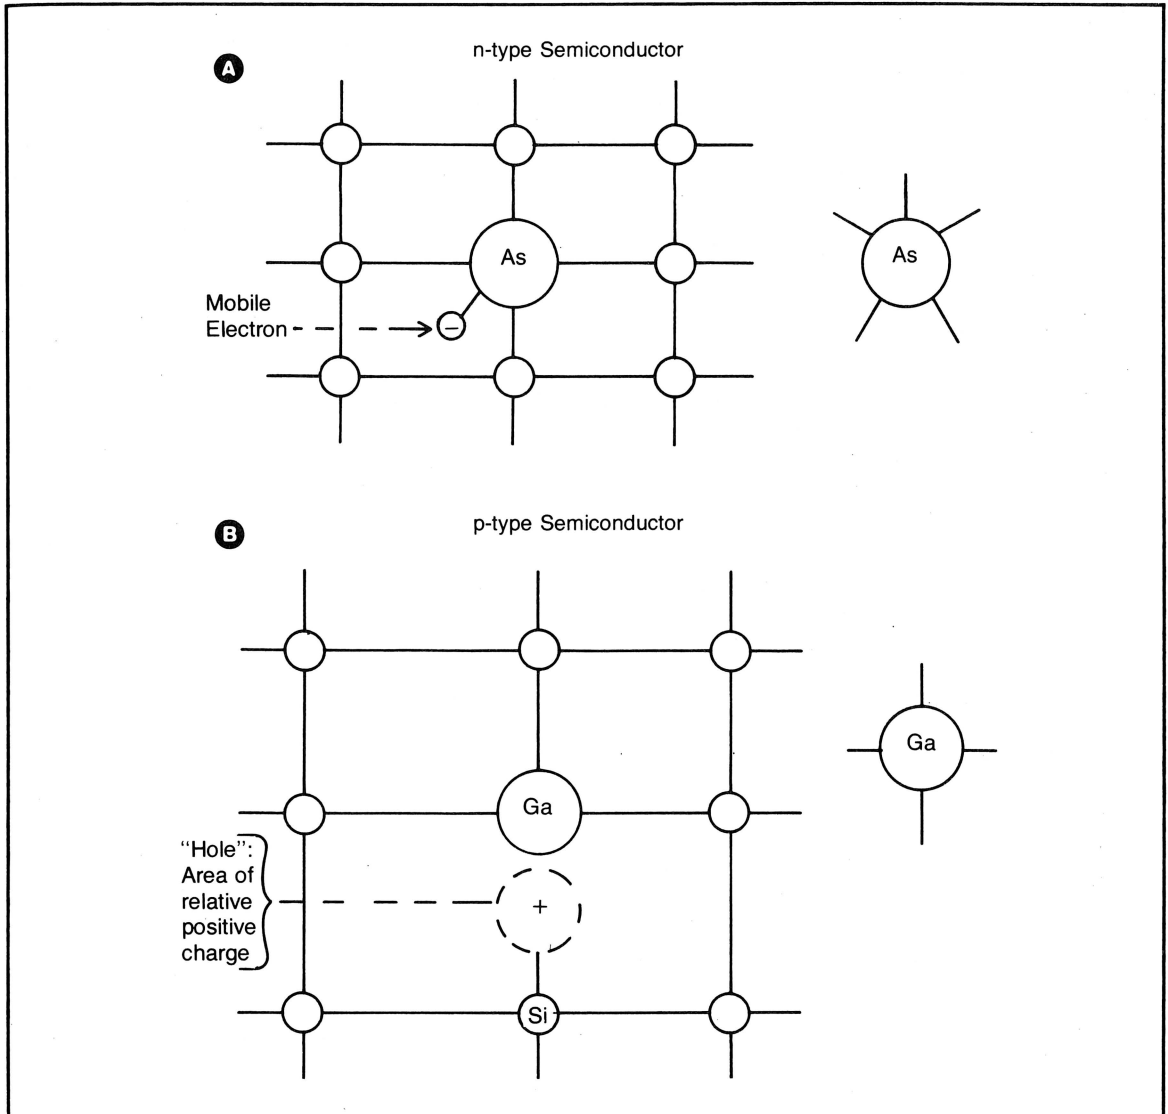 A
n-type Semiconductor
As
As
Mobile
Electron
−
B
p-type Semiconductor
Ga
Ga
“Hole”:
Area of
relative
positive
charge
+
Si